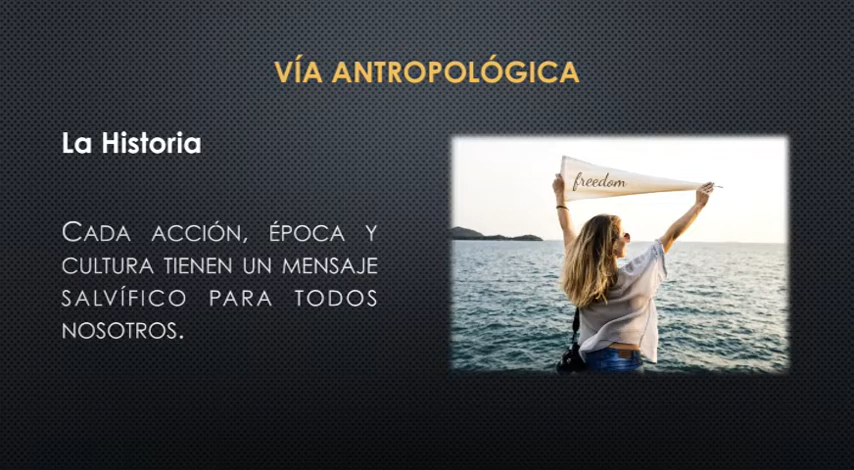 VÍA ANTROPOLÓGICA
La Historia
CADA ACCIÓN, ÉPOCA Y
CULTURA TIENEN UN MENSAJE
SALVÍFICO PARA TODOS
NOSOTROS.
freedom